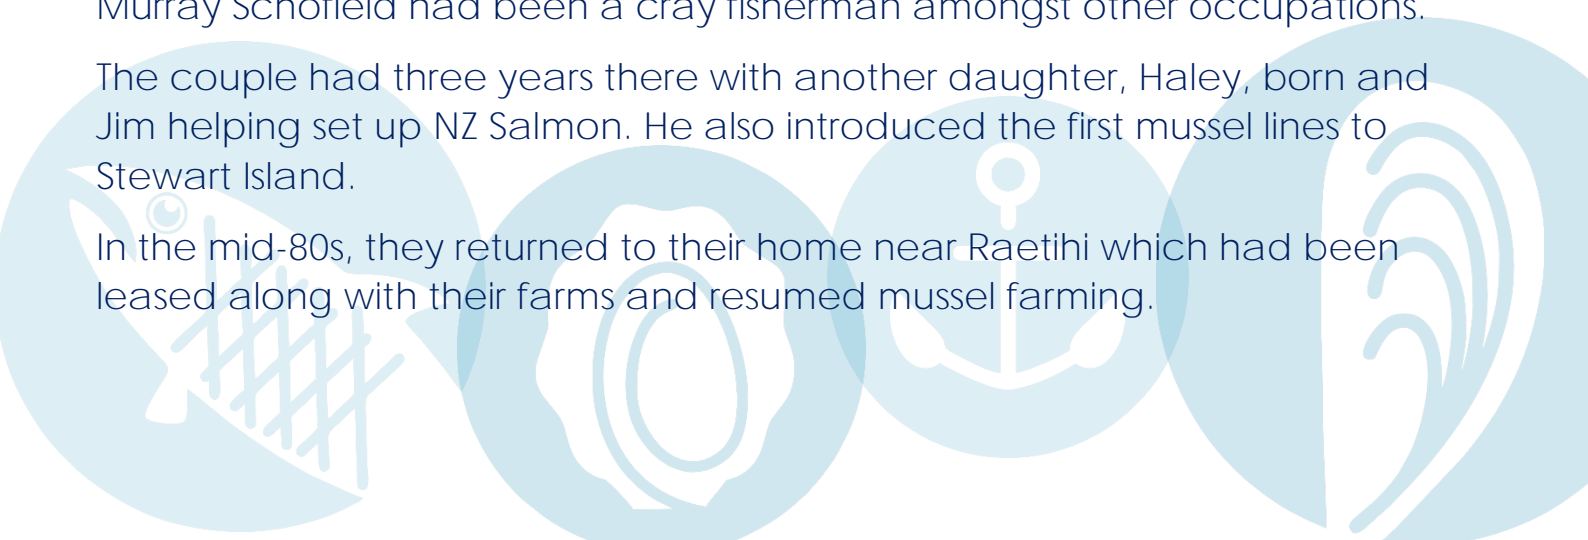 Murray Schofield had been a cray fisherman amongst other occupations.
The couple had three years there with another daughter, Haley, born and
Jim helping set up NZ Salmon. He also introduced the first mussel lines to
Stewart Island.
In the mid-80s, they returned to their home near Raetihi which had been
leased along with their farms and resumed mussel farming.